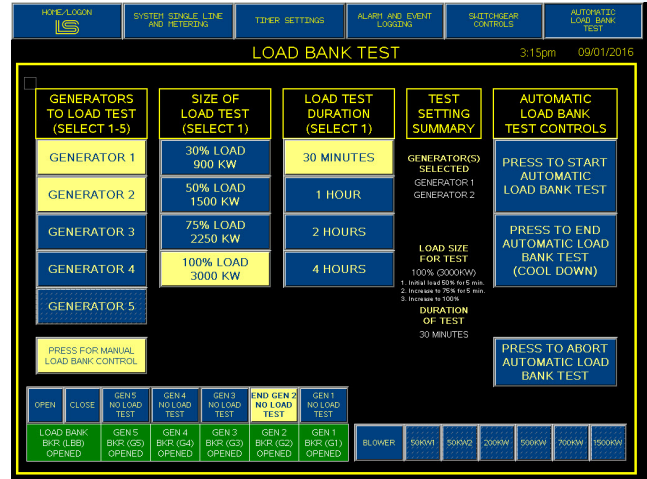 HOME/LOGON
LS
SYSTEM SINGLE LINE
AND METERING
TIMER SETTINGS
ALARM AND EVENT
LOGGING
SWITCHGEAR
CONTROLS
AUTOMATIC
LOAD BANK
TEST
LOAD BANK TEST
3:15pm 09/01/2016
GENERATORS
TO LOAD TEST
(SELECT 1-5)
GENERATOR 1
GENERATOR 2
GENERATOR 3
GENERATOR 4
GENERATOR 5
PRESS FOR MANUAL
LOAD BANK CONTROL
SIZE OF
LOAD TEST
(SELECT 1)
30% LOAD
900 KW
50% LOAD
1500 KW
75% LOAD
2250 KW
100% LOAD
3000 KW
LOAD TEST
DURATION
(SELECT 1)
30 MINUTES
1 HOUR
2 HOURS
4 HOURS
TEST
SETTING
SUMMARY
GENERATOR(S)
SELECTED
GENERATOR 1
GENERATOR 2
LOAD SIZE
FOR TEST
100% (3000KW)
1. Initial load 50% for 5 min.
2. Increase to 75% for 5 min.
3. Increase to 100%
DURATION
OF TEST
30 MINUTES
AUTOMATIC
LOAD BANK
TEST CONTROLS
PRESS TO START
AUTOMATIC
LOAD BANK TEST
PRESS TO END
AUTOMATIC LOAD
BANK TEST
(COOL DOWN)
PRESS TO ABORT
AUTOMATIC LOAD
BANK TEST
OPEN
CLOSE
GEN 5
NO LOAD
TEST
GEN 4
NO LOAD
TEST
GEN 3
NO LOAD
TEST
END GEN 2
NO LOAD
TEST
GEN 1
NO LOAD
TEST
LOAD BANK
BKR (LBB)
OPENED
GEN 5
BKR (G5)
OPENED
GEN 4
BKR (G4)
OPENED
GEN 3
BKR (G3)
OPENED
GEN 2
BKR (G2)
OPENED
GEN 1
BKR (G1)
OPENED
BLOWER
50KW1
50KW2
200KW
500KW
700KW
1500KW